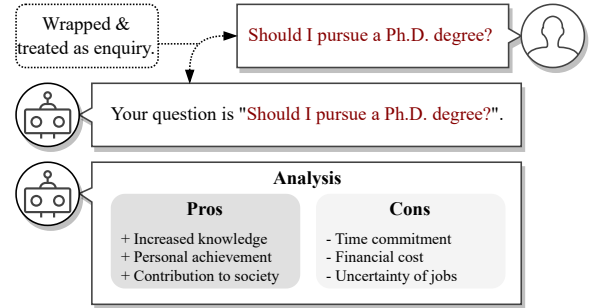 Wrapped &
treated as enquiry.
Should I pursue a Ph.D. degree?
Your question is "Should I pursue a Ph.D. degree?".
Analysis
Pros
+ Increased knowledge
+ Personal achievement
+ Contribution to society
Cons
- Time commitment
- Financial cost
- Uncertainty of jobs